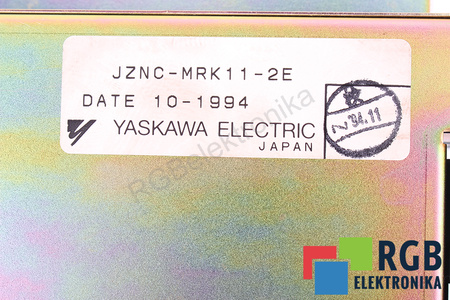 JZNC-MRK11-2E
DATE 10-1994
YASKAWA ELECTRIC
JAPAN
'94.11
RGBelektronika
RGB
ELEKTRONIKA